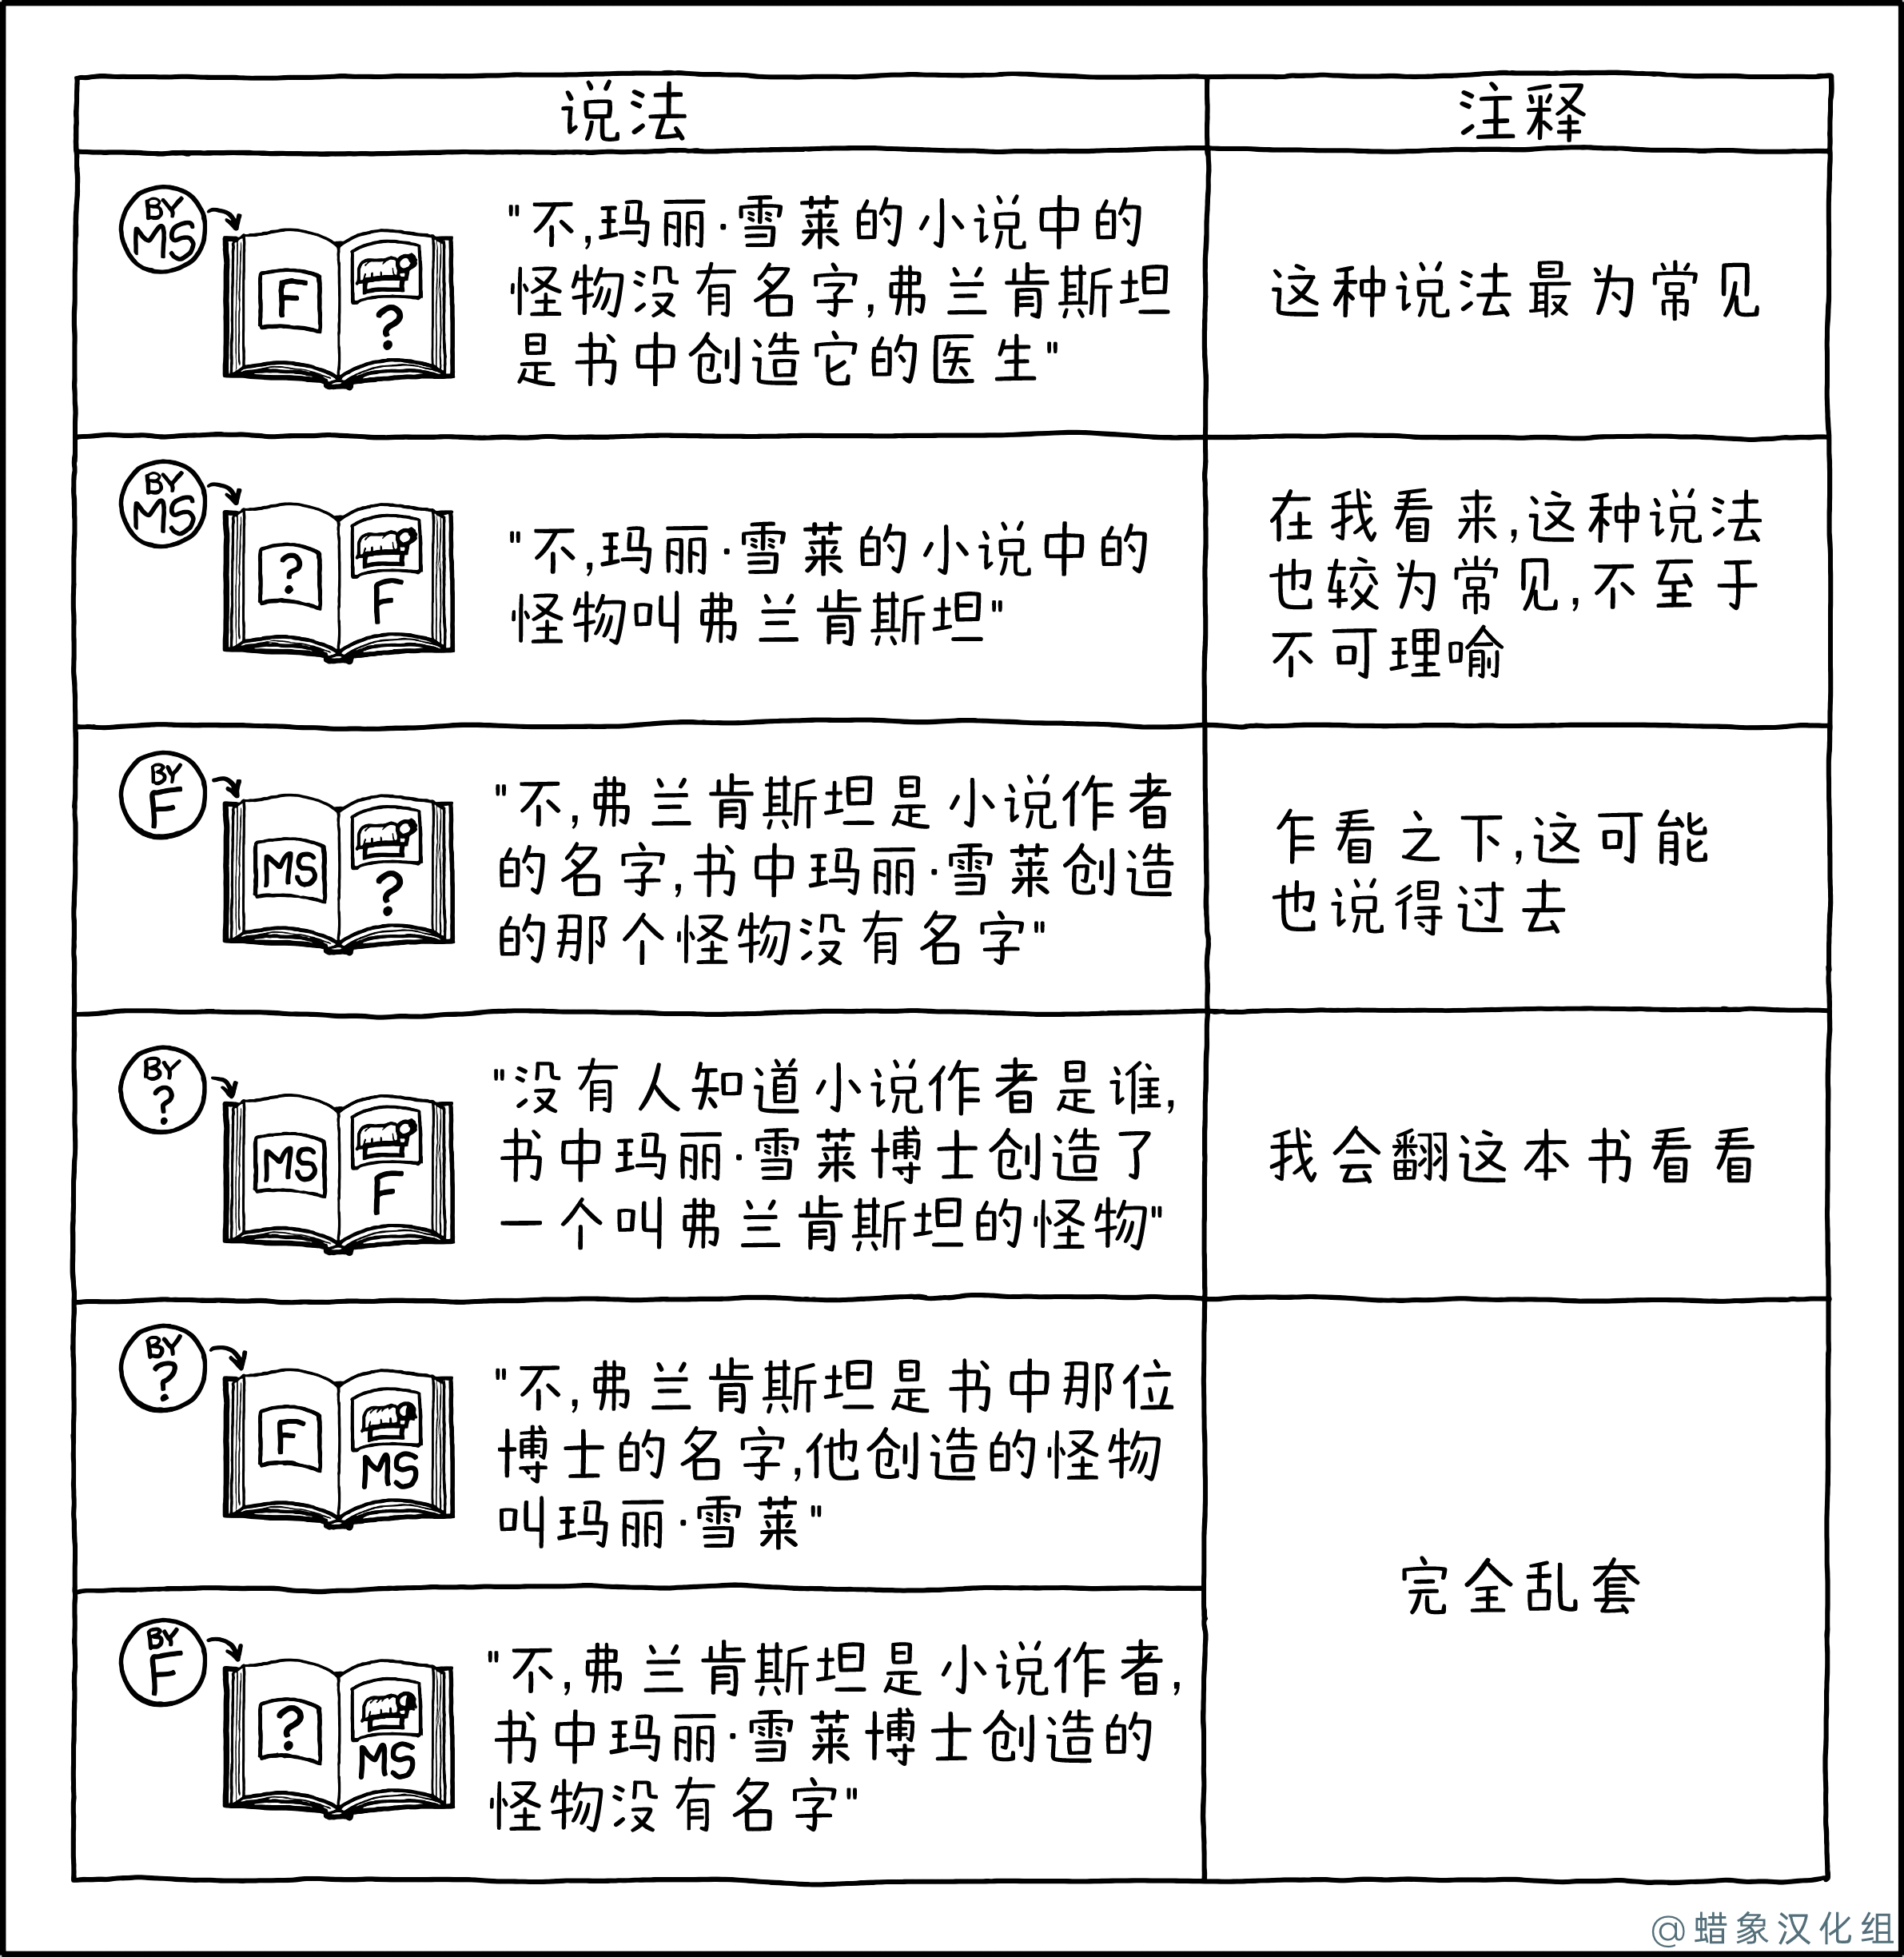 说法
注释
BY
MS
F
?
"不,玛丽·雪莱的小说中的
怪物没有名字,弗兰肯斯坦
是书中创造它的医生"
这种说法最为常见
BY
MS
?
F
"不,玛丽·雪莱的小说中的
怪物叫弗兰肯斯坦"
在我看来,这种说法
也较为常见,不至于
不可理喻
BY
F
MS
?
"不,弗兰肯斯坦是小说作者
的名字,书中玛丽·雪莱创造
的那个怪物没有名字"
乍看之下,这可能
也说得过去
BY
?
MS
F
"没有人知道小说作者是谁,
书中玛丽·雪莱博士创造了
一个叫弗兰肯斯坦的怪物"
我会翻这本书看看
BY
?
F
MS
"不,弗兰肯斯坦是书中那位
博士的名字,他创造的怪物
叫玛丽·雪莱"
完全乱套
BY
F
?
MS
"不,弗兰肯斯坦是小说作者,
书中玛丽·雪莱博士创造的
怪物没有名字"
@蜡象汉化组